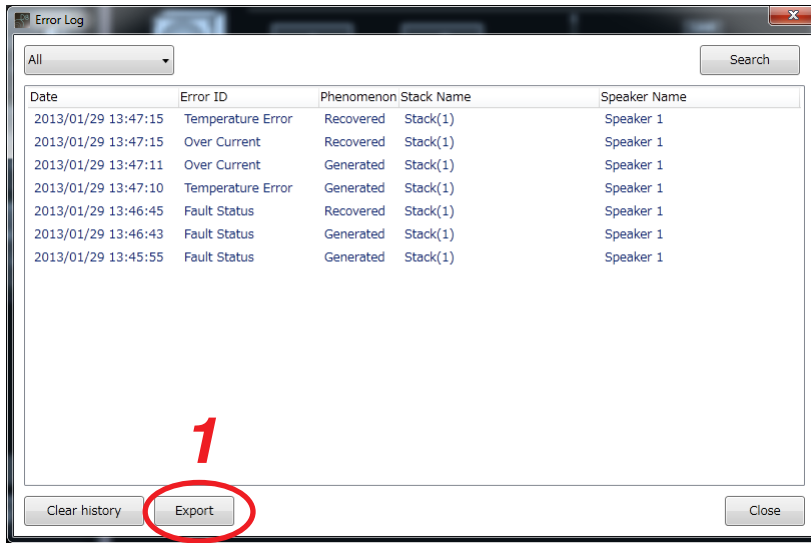 Error Log
All Search
Date Error ID Phenomenon Stack Name Speaker Name
2013/01/29 13:47:15 Temperature Error Recovered Stack(1) Speaker 1
2013/01/29 13:47:15 Over Current Recovered Stack(1) Speaker 1
2013/01/29 13:47:11 Over Current Generated Stack(1) Speaker 1
2013/01/29 13:47:10 Temperature Error Generated Stack(1) Speaker 1
2013/01/29 13:46:45 Fault Status Recovered Stack(1) Speaker 1
2013/01/29 13:46:43 Fault Status Generated Stack(1) Speaker 1
2013/01/29 13:45:55 Fault Status Generated Stack(1) Speaker 1
1
Clear history Export Close